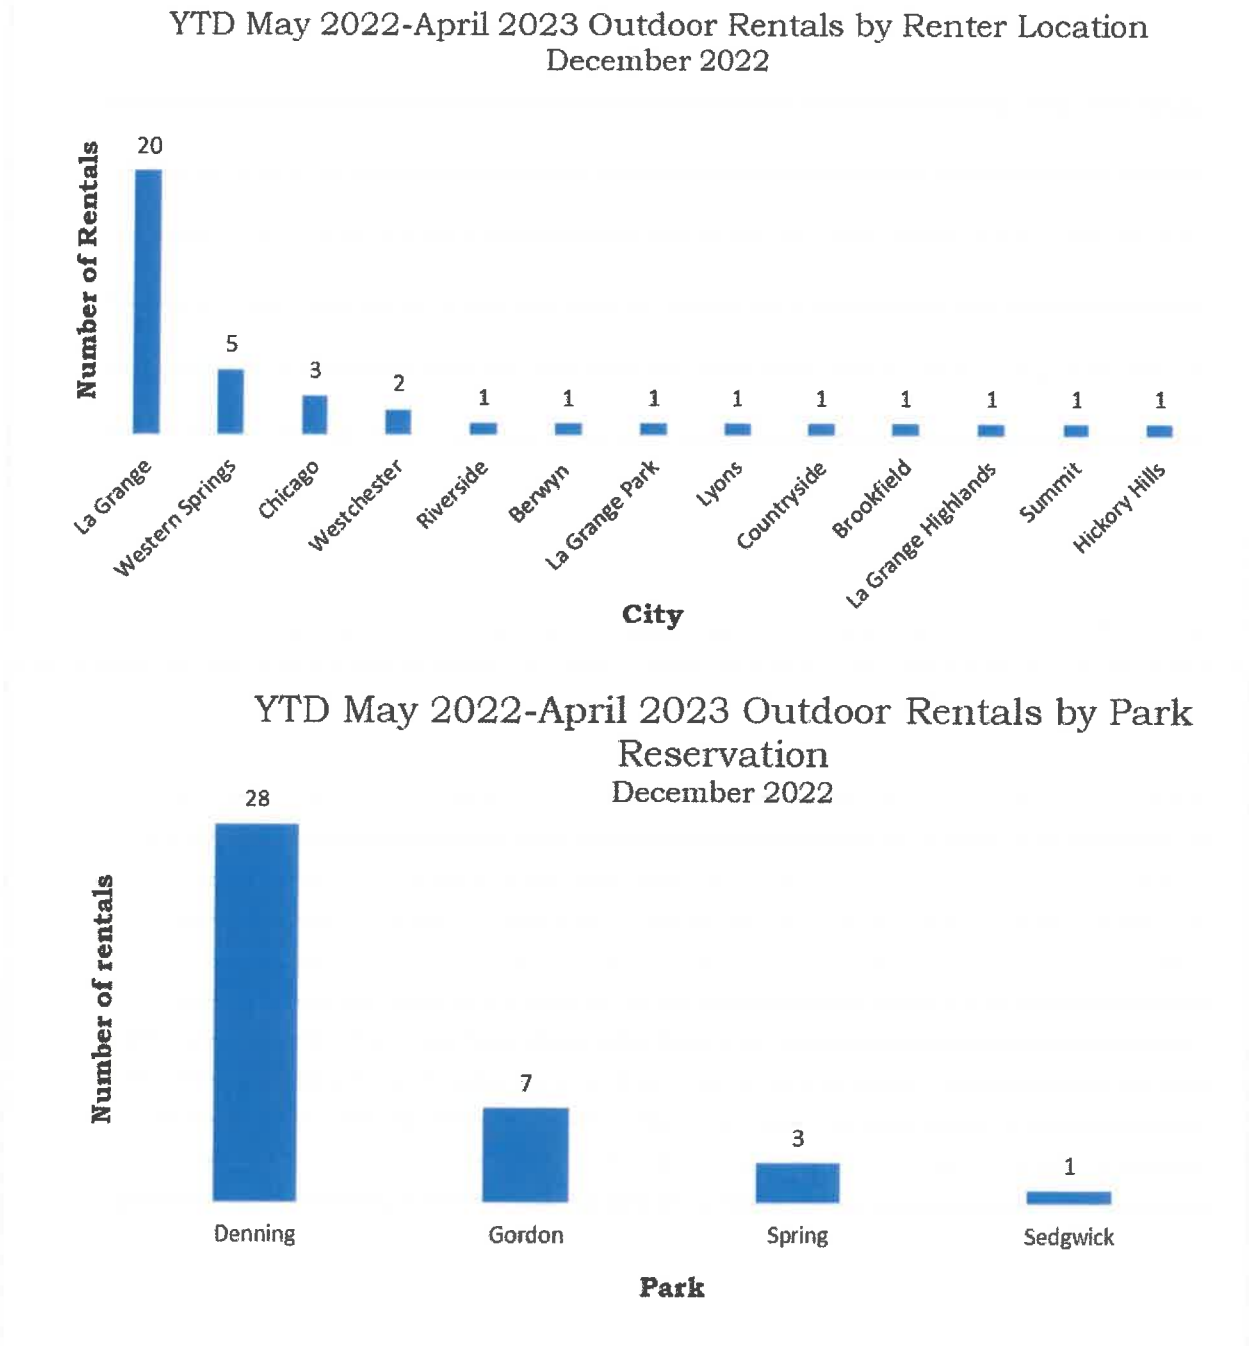 YTD May 2022-April 2023 Outdoor Rentals by Renter Location
December 2022
Number of Rentals
20
5
3
2
1
1
1
1
1
1
1
1
1
La Grange
Western Springs
Chicago
Westchester
Riverside
Berwyn
La Grange Park
Lyons
Countryside
Brookfield
La Grange Highlands
Summit
Hickory Hills
City
YTD May 2022-April 2023 Outdoor Rentals by Park
Reservation
December 2022
Number of rentals
28
7
3
1
Denning
Gordon
Spring
Sedgwick
Park